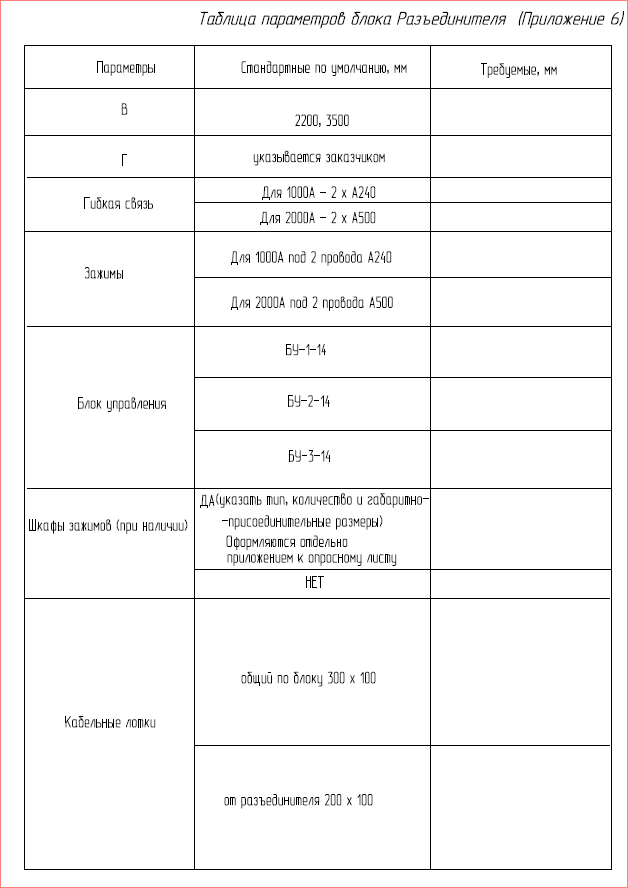 Таблица параметров блока Разъединителя (Приложение 6)
Параметры
Стандартные по умолчанию, мм
Требуемые, мм
В
2200, 3500
Г
указывается заказчиком
Гибкая связь
Для 1000А – 2 х А240
Для 2000А – 2 х А500
Зажимы
Для 1000А под 2 провода А240
Для 2000А под 2 провода А500
Блок управления
БУ-1-14
БУ-2-14
БУ-3-14
Шкафы зажимов (при наличии)
ДА(указать тип, количество и габаритно-
-присоединительные размеры)
Оформляются отдельно
приложением к опросному листу
НЕТ
Кабельные лотки
общий по блоку 300 х 100
от разъединителя 200 х 100